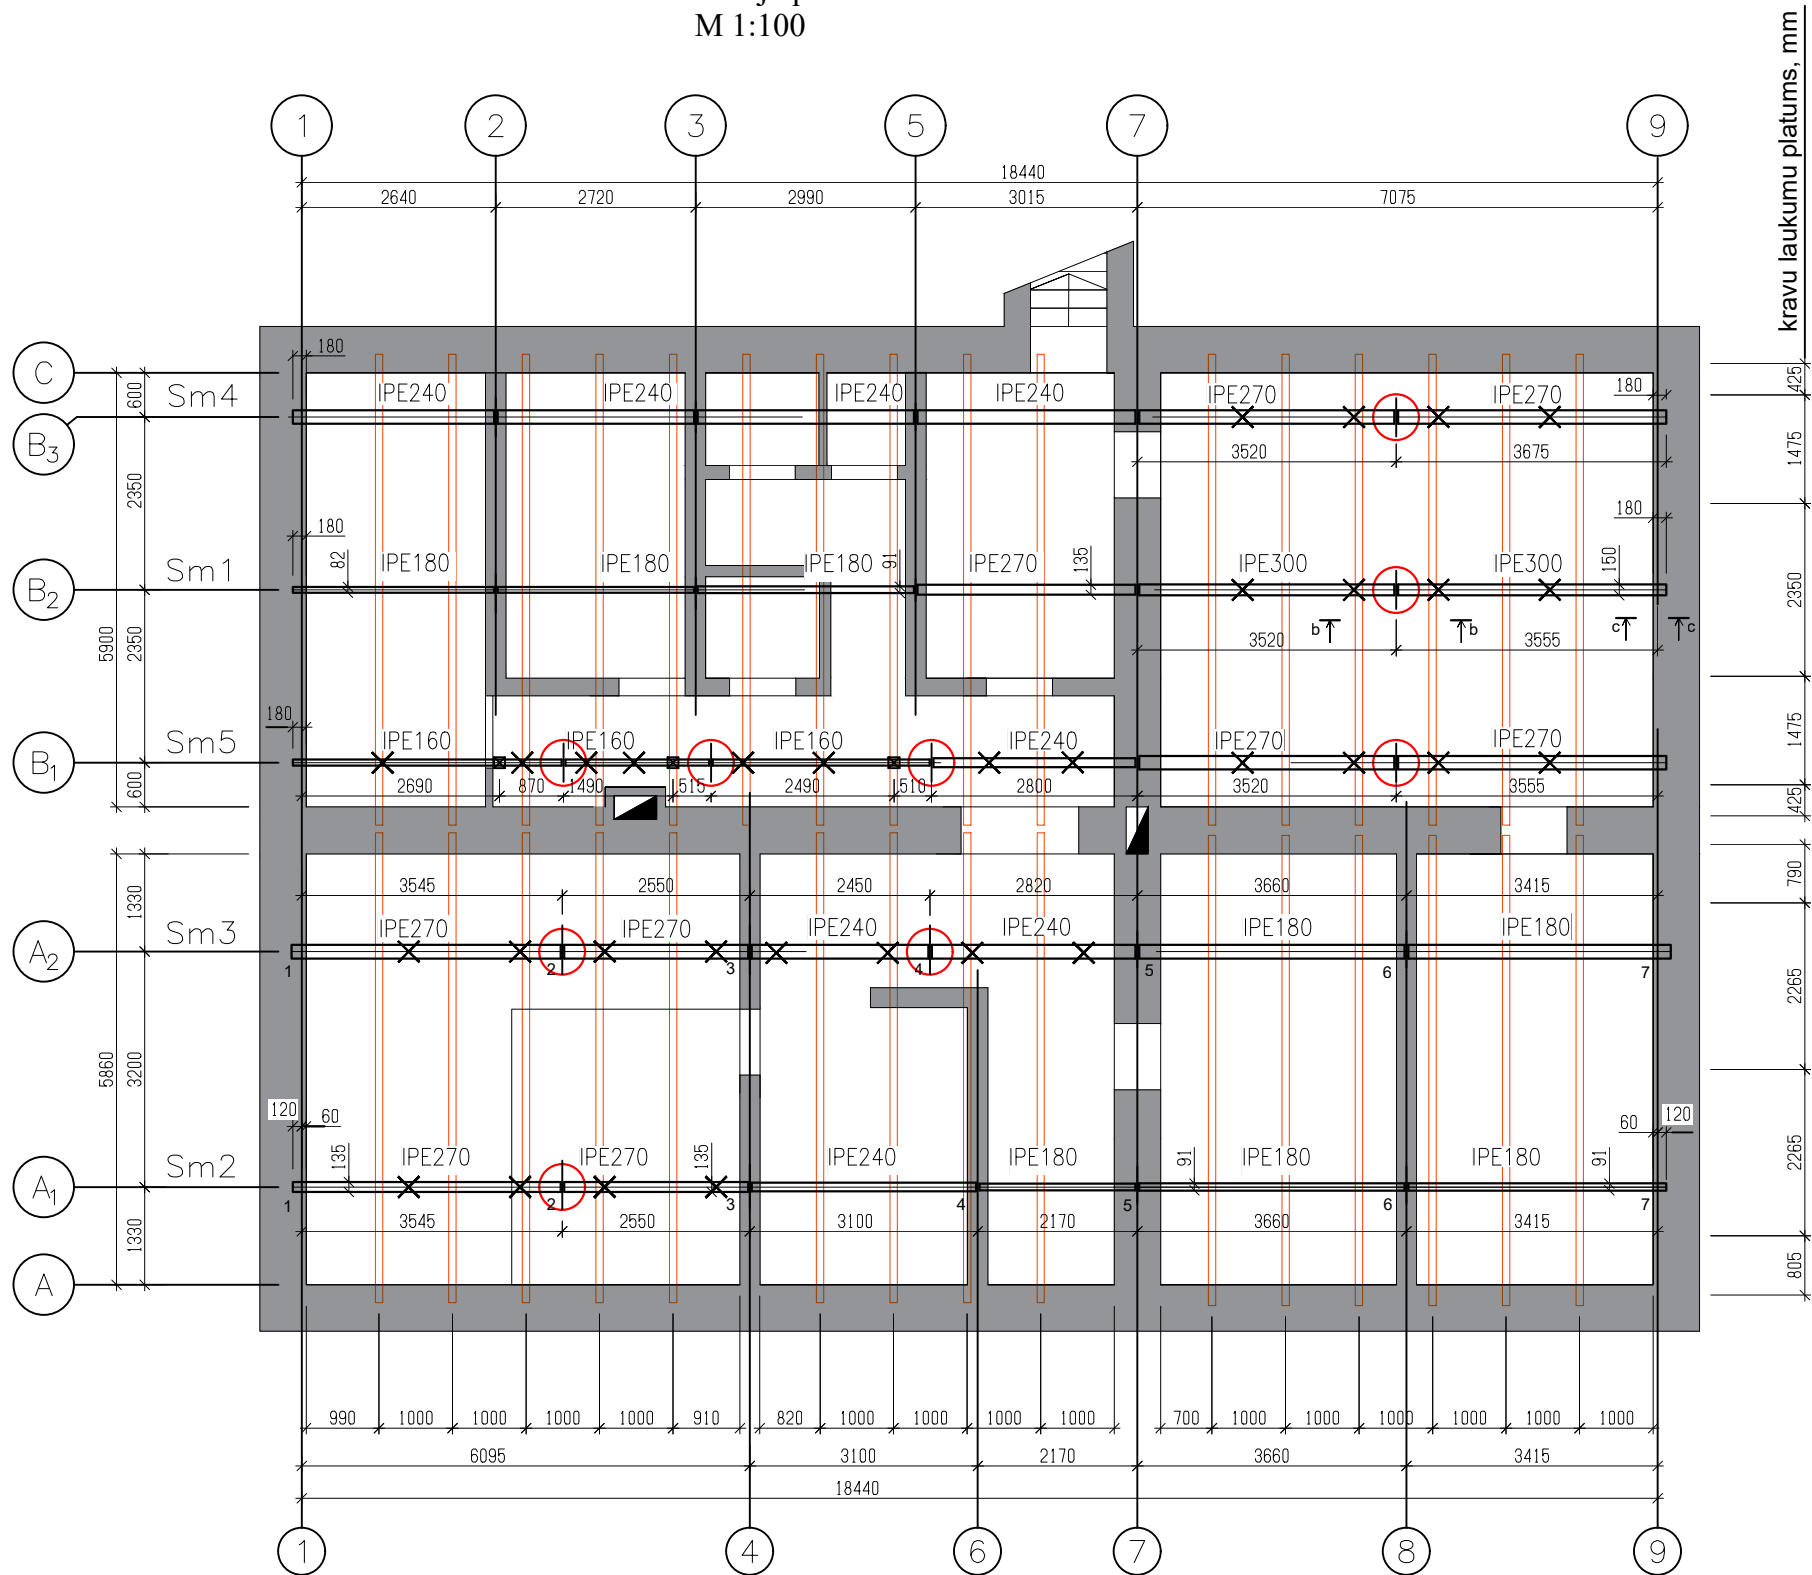 M 1:100
kravu laukumu platums, mm
1 2 3 5 7 9
18440
2640 2720 2990 3015 7075
C
B3
B2
B1
A2
A1
A
180
600 Sm4 IPE240 IPE240 IPE240 IPE240 IPE270 IPE270 180 425
3520 3675 1475
2350
180 180
82 Sm1 IPE180 IPE180 IPE180 91 IPE270 135 IPE300 IPE300 150
2350
b b c c
5900 2350 3520 3555
180 1475
Sm5 IPE160 IPE160 IPE160 IPE240 IPE270 IPE270
600 2690 870 1490 515 2490 510 2800 3520 3555 425
790
1330 3545 2550 2450 2820 3660 3415
Sm3 IPE270 IPE270 IPE240 IPE240 IPE180 IPE180
1 2 3 4 5 6 7
2265
5860 3200
120 60 60 120
2265
Sm2 135 IPE270 IPE270 135 IPE240 IPE180 91 IPE180 IPE180 91
1 2 3 4 5 6 7
1330 3545 2550 3100 2170 3660 3415
805
990 1000 1000 1000 1000 910 820 1000 1000 1000 1000 700 1000 1000 1000 1000 1000 1000
6095 3100 2170 3660 3415
18440
1 4 6 7 8 9